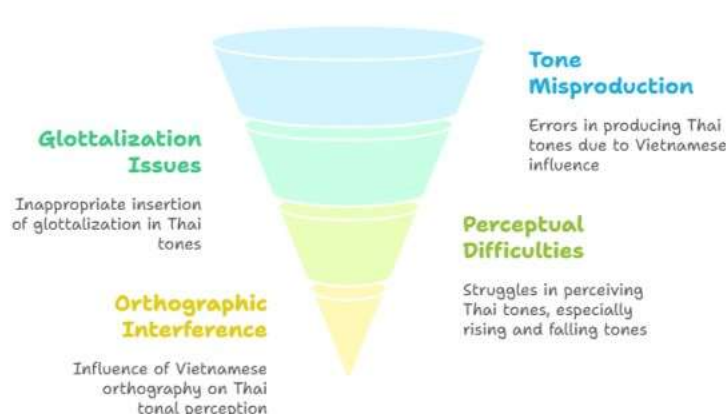 Tone
Misproduction
Errors in producing Thai
tones due to Vietnamese
influence
Glottalization
Issues
Inappropriate insertion
of glottalization in Thai
tones
Perceptual
Difficulties
Struggles in perceiving
Thai tones, especially
rising and falling tones
Orthographic
Interference
Influence of Vietnamese
orthography on Thai
tonal perception